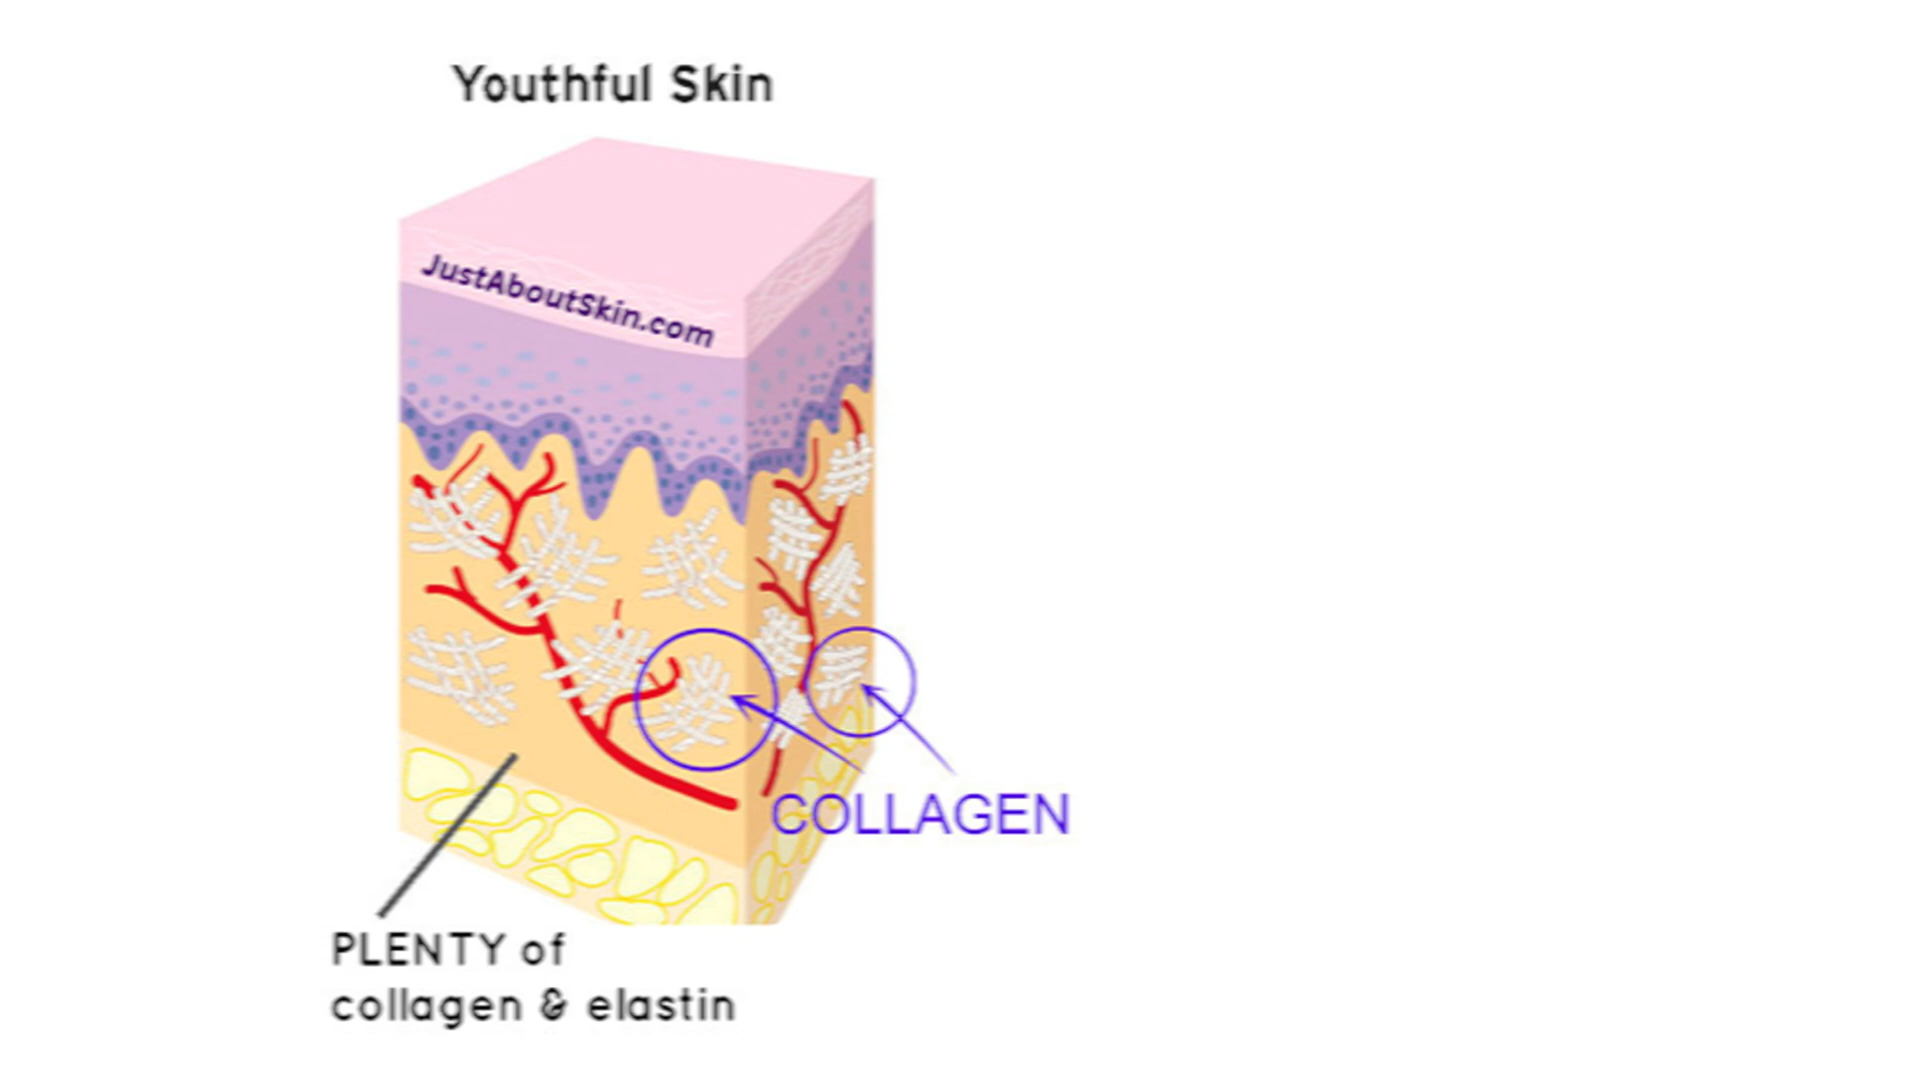 Youthful Skin
JustAboutSkin.com
COLLAGEN
PLENTY of
collagen & elastin